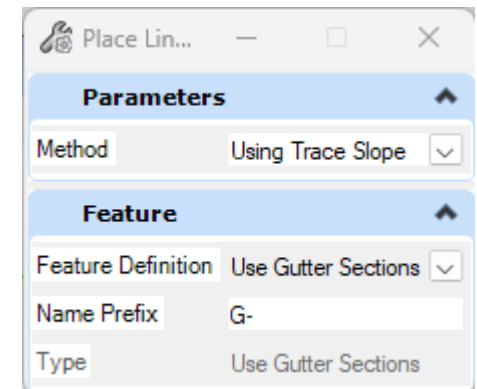 Place Lin...
Parameters
Method Using Trace Slope
Feature
Feature Definition Use Gutter Sections
Name Prefix G-
Type Use Gutter Sections